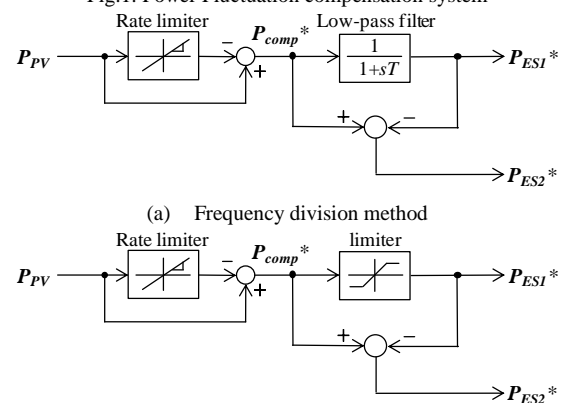 Fig.1. Power Fluctuation compensation system
Rate limiter
Low-pass filter
P_PV
−
+
P_comp*
1
1+sT
P_ES1*
+
−
P_ES2*
(a) Frequency division method
Rate limiter
limiter
P_PV
−
+
P_comp*
P_ES1*
+
−
P_ES2*